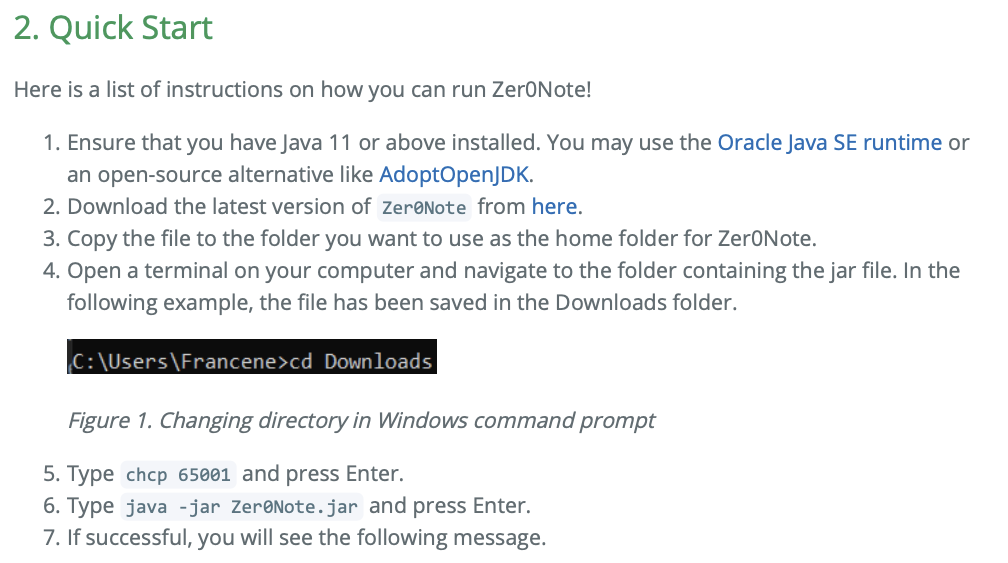 2. Quick Start
Here is a list of instructions on how you can run Zer0Note!
1. Ensure that you have Java 11 or above installed. You may use the Oracle Java SE runtime or
an open-source alternative like AdoptOpenJDK.
2. Download the latest version of Zer0Note from here.
3. Copy the file to the folder you want to use as the home folder for Zer0Note.
4. Open a terminal on your computer and navigate to the folder containing the jar file. In the
following example, the file has been saved in the Downloads folder.
C:\Users\Francene>cd Downloads
Figure 1. Changing directory in Windows command prompt
5. Type chcp 65001 and press Enter.
6. Type java -jar Zer0Note.jar and press Enter.
7. If successful, you will see the following message.